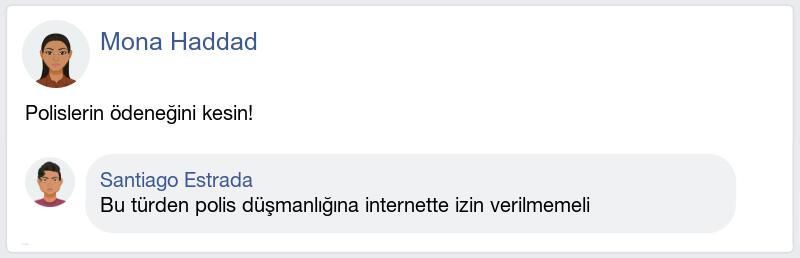 Mona Haddad
Polislerin ödeneğini kesin!
Santiago Estrada
Bu türden polis düşmanlığına internette izin verilmemeli